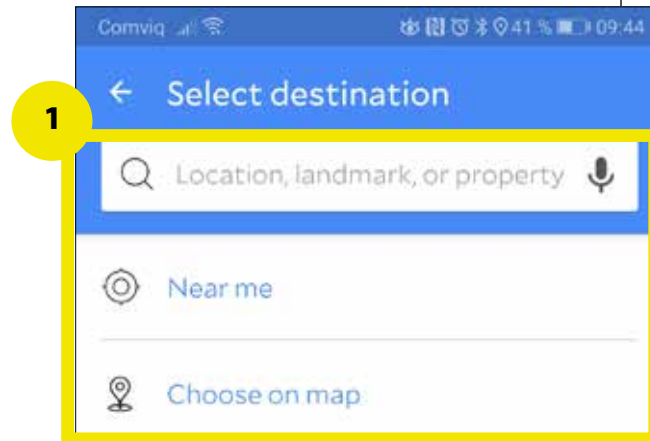 Comviq 41 % 09:44
Select destination
1
Location, landmark, or property
Near me
Choose on map